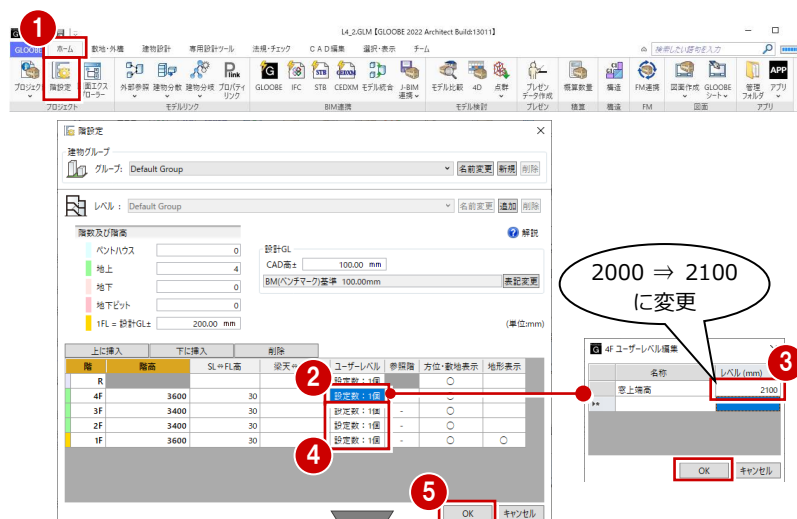 L4_2.GLM【GLOOBE 2022 Architect Build:13011】
1
GLOOBE ホーム 敷地・外構 建物設計 専用設計ツール 法規・チェック CAD編集 選択・表示 チーム 検索したい語句を入力
プロジェクト 階設定 外部参照 建物分散 建物分岐 プロパティリンク GLOOBE IFC STB CEDXM モデル統合 J-BIM連携 モデル比較 4D 点群 プレゼンデータ作成 概算数量 構造 FM連携 図面作成 GLOOBEシート 管理フォルダ アプリ
プロジェクト モデルリンク BIM連携 モデル検討 プレゼン 積算 構造 FM 図面 アプリ
階設定
建物グループ
グループ: Default Group 名前変更 新規 削除
レベル : Default Group 名前変更 追加 削除
階数及び階高 解説
ペントハウス 0
地上 4
地下 0
地下ピット 0
1FL = 設計GL± 200.00 mm
設計GL
CAD高± 100.00 mm
BM(ベンチマーク)基準 100.00mm 表記変更
(単位:mm)
上に挿入 下に挿入 削除
階 階高 SL⇔FL高 梁天⇔ ユーザーレベル 参照階 方位・敷地表示 地形表示
R 設定数:1個 ○
4F 3600 30 設定数:1個
3F 3400 30 設定数:1個 - ○
2F 3400 30 設定数:1個 - ○
1F 3600 30 設定数:1個 - ○ ○
2
4
5
OK キャンセル
2000 ⇒ 2100
に変更
4F ユーザーレベル編集
3
名称 レベル (mm)
窓上端高 2100
OK キャンセル